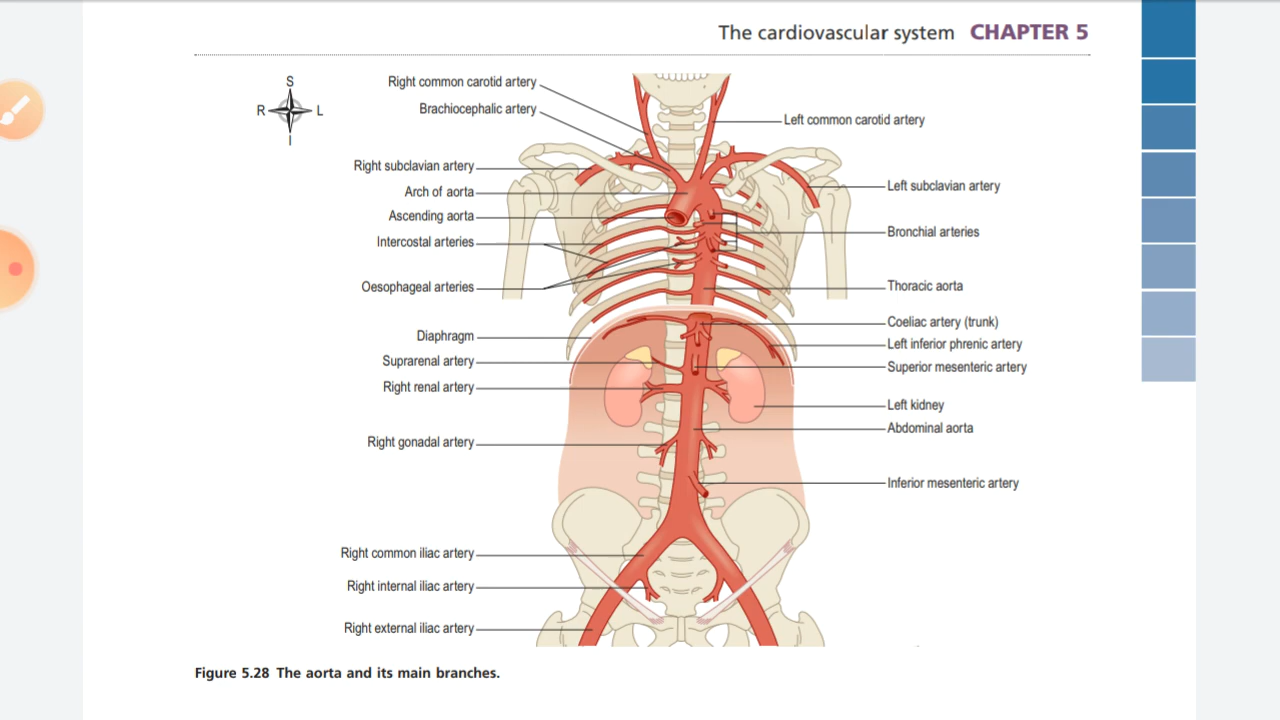 The cardiovascular system CHAPTER 5
S
R L
I
Right common carotid artery
Brachiocephalic artery
Right subclavian artery
Arch of aorta
Ascending aorta
Intercostal arteries
Oesophageal arteries
Diaphragm
Suprarenal artery
Right renal artery
Right gonadal artery
Right common iliac artery
Right internal iliac artery
Right external iliac artery
Left common carotid artery
Left subclavian artery
Bronchial arteries
Thoracic aorta
Coeliac artery (trunk)
Left inferior phrenic artery
Superior mesenteric artery
Left kidney
Abdominal aorta
Inferior mesenteric artery
Figure 5.28 The aorta and its main branches.